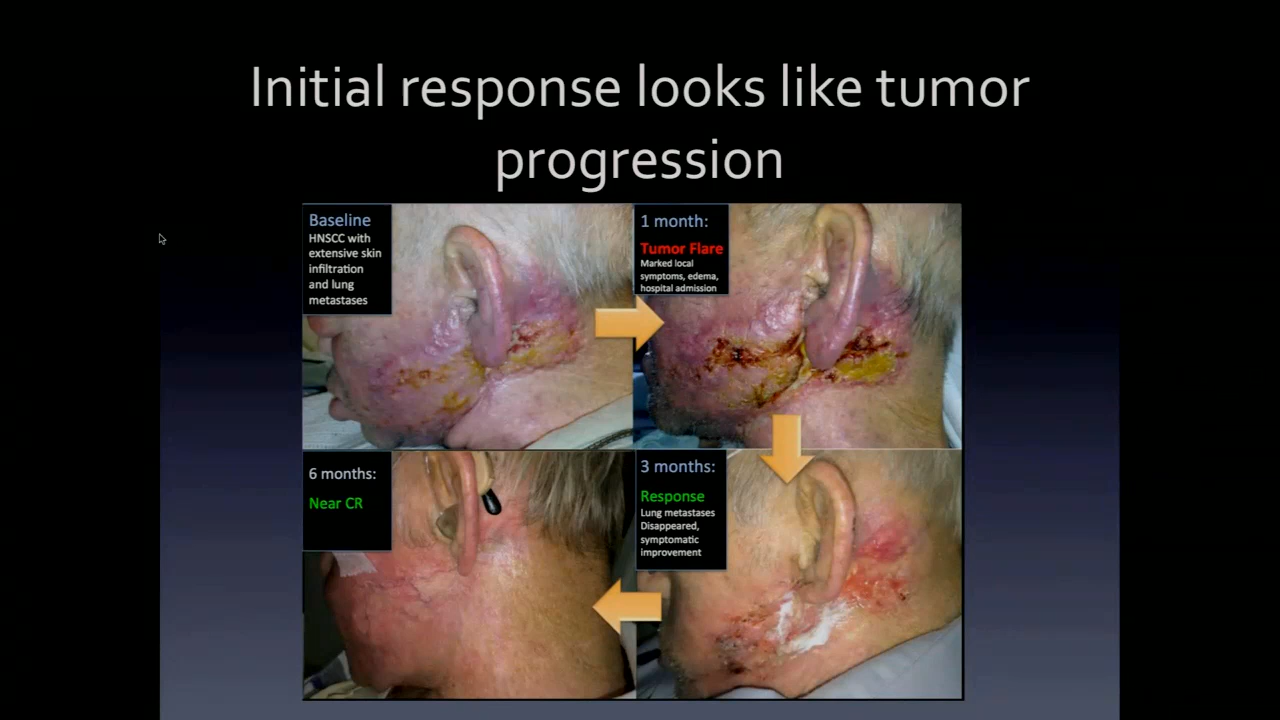 Initial response looks like tumor
progression
Baseline
HNSCC with
extensive skin
infiltration
and lung
metastases
1 month:
Tumor Flare
Marked local
symptoms, edema,
hospital admission
6 months:
Near CR
3 months:
Response
Lung metastases
Disappeared,
symptomatic
improvement